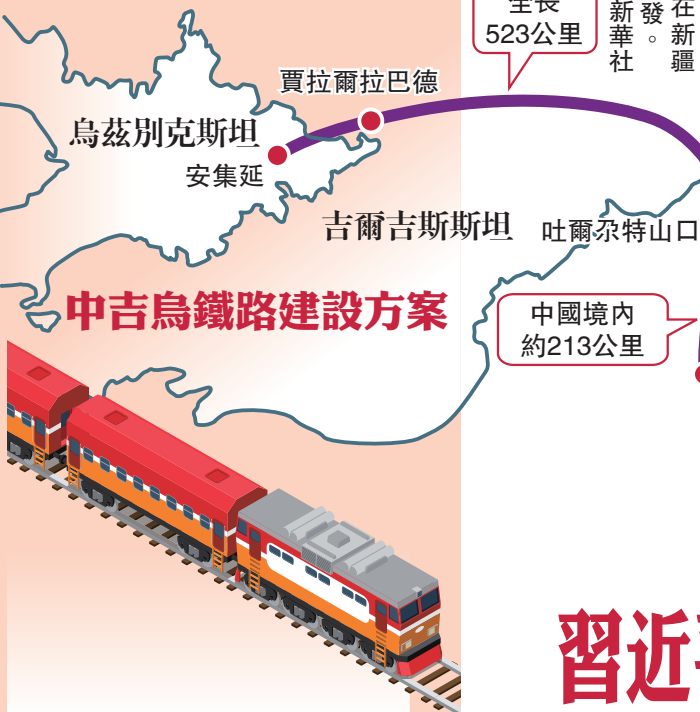 全長
523公里
在新疆
發。
新華社
賈拉爾拉巴德
烏茲別克斯坦
安集延
吉爾吉斯斯坦
吐爾尕特山口
中吉烏鐵路建設方案
中國境內
約213公里
習近